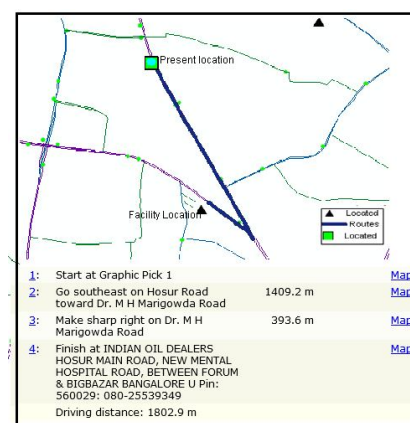 Present location
Facility Location
Located
Routes
Located
1: Start at Graphic Pick 1 Map
2: Go southeast on Hosur Road 1409.2 m Map
toward Dr. M H Marigowda Road
3: Make sharp right on Dr. M H 393.6 m Map
Marigowda Road
4: Finish at INDIAN OIL DEALERS Map
HOSUR MAIN ROAD, NEW MENTAL
HOSPITAL ROAD, BETWEEN FORUM
& BIGBAZAR BANGALORE U Pin:
560029: 080-25539349
Driving distance: 1802.9 m